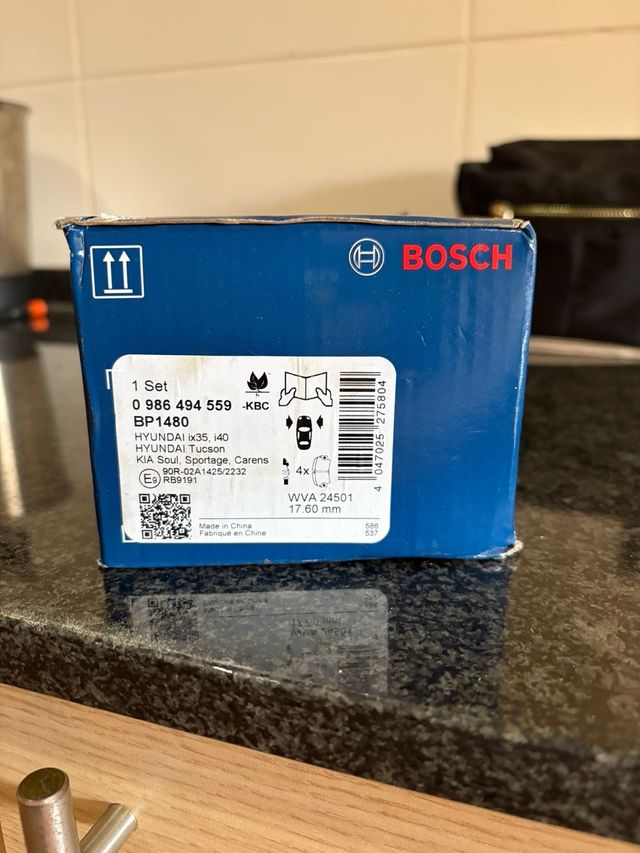 BOSCH
1 Set
0 986 494 559 -KBC
BP1480
HYUNDAI ix35, i40
HYUNDAI Tucson
KIA Soul, Sportage, Carens
E9 90R-02A1425/2232
RB9191
4x
WVA 24501
17.60 mm
4 047025 275804
Made in China
Fabriqué en Chine
586
537